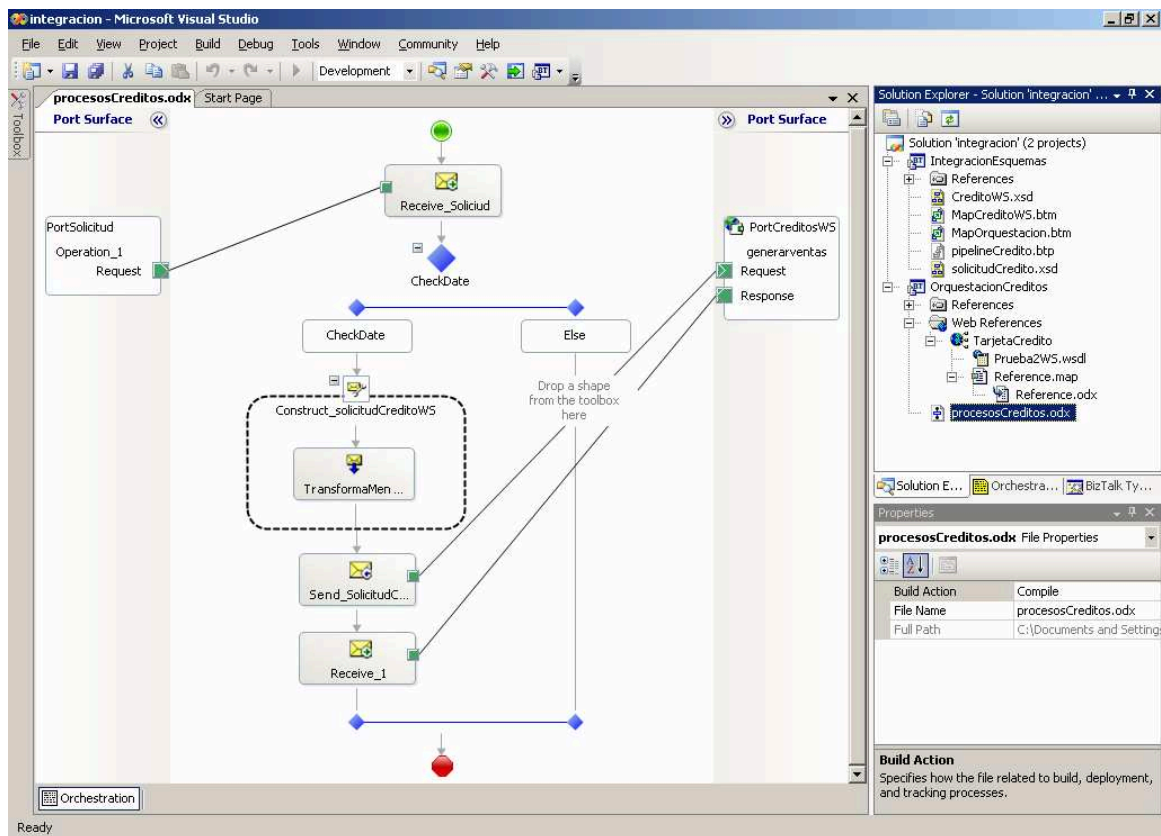 integracion - Microsoft Visual Studio
File Edit View Project Build Debug Tools Window Community Help
Development
Toolbox
procesosCreditos.odx Start Page
Port Surface
Port Surface
Receive_Soliciud
PortSolicitud
Operation_1
Request
CheckDate
PortCreditosWS
generarventas
Request
Response
CheckDate
Else
Drop a shape
from the toolbox
here
Construct_solicitudCreditoWS
TransformaMen ...
Send_SolicitudC...
Receive_1
Orchestration
Ready
Solution Explorer - Solution 'integracion' ...
Solution 'integracion' (2 projects)
IntegracionEsquemas
References
CreditoWS.xsd
MapCreditoWS.btm
MapOrquestacion.btm
pipelineCredito.btp
solicitudCredito.xsd
OrquestacionCreditos
References
Web References
TarjetaCredito
Prueba2WS.wsdl
Reference.map
Reference.odx
procesosCreditos.odx
Solution E... Orchestra... BizTalk Ty...
Properties
procesosCreditos.odx File Properties
Build Action Compile
File Name procesosCreditos.odx
Full Path C:\Documents and Setting
Build Action
Specifies how the file related to build, deployment,
and tracking processes.